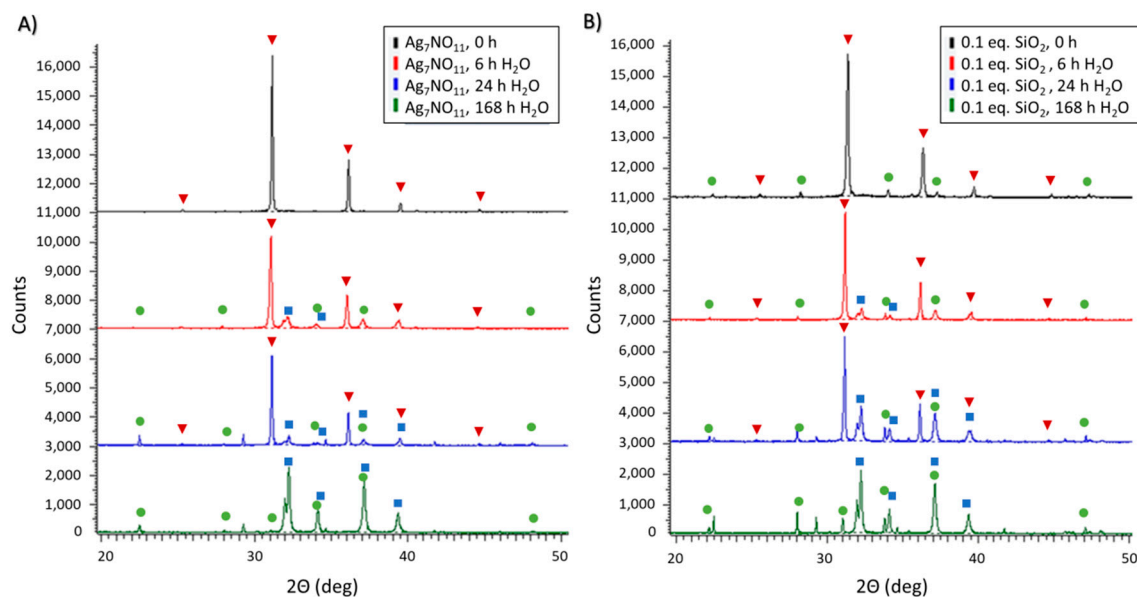 A)
Ag₇NO₁₁, 0 h
Ag₇NO₁₁, 6 h H₂O
Ag₇NO₁₁, 24 h H₂O
Ag₇NO₁₁, 168 h H₂O
16,000
15,000
14,000
13,000
12,000
11,000
10,000
8,000
7,000
6,000
5,000
4,000
3,000
2,000
1,000
0
Counts
20
30
40
50
2Θ (deg)
B)
0.1 eq. SiO₂, 0 h
0.1 eq. SiO₂ , 6 h H₂O
0.1 eq. SiO₂ , 24 h H₂O
0.1 eq. SiO₂, 168 h H₂O
16,000
15,000
14,000
13,000
12,000
11,000
10,000
8,000
7,000
6,000
5,000
4,000
3,000
2,000
1,000
0
Counts
20
30
40
50
2Θ (deg)